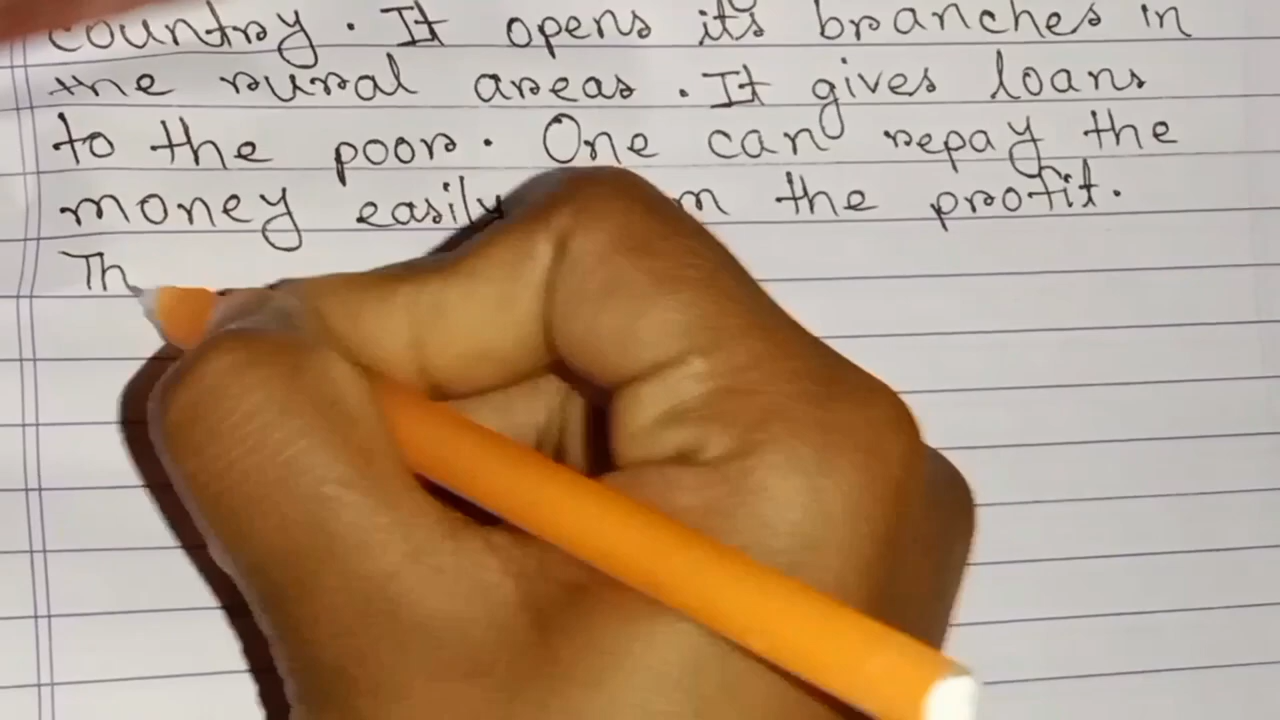 country. It opens its branches in
the rural areas. It gives loans
to the poor. One can repay the
money easily the profit.
Th